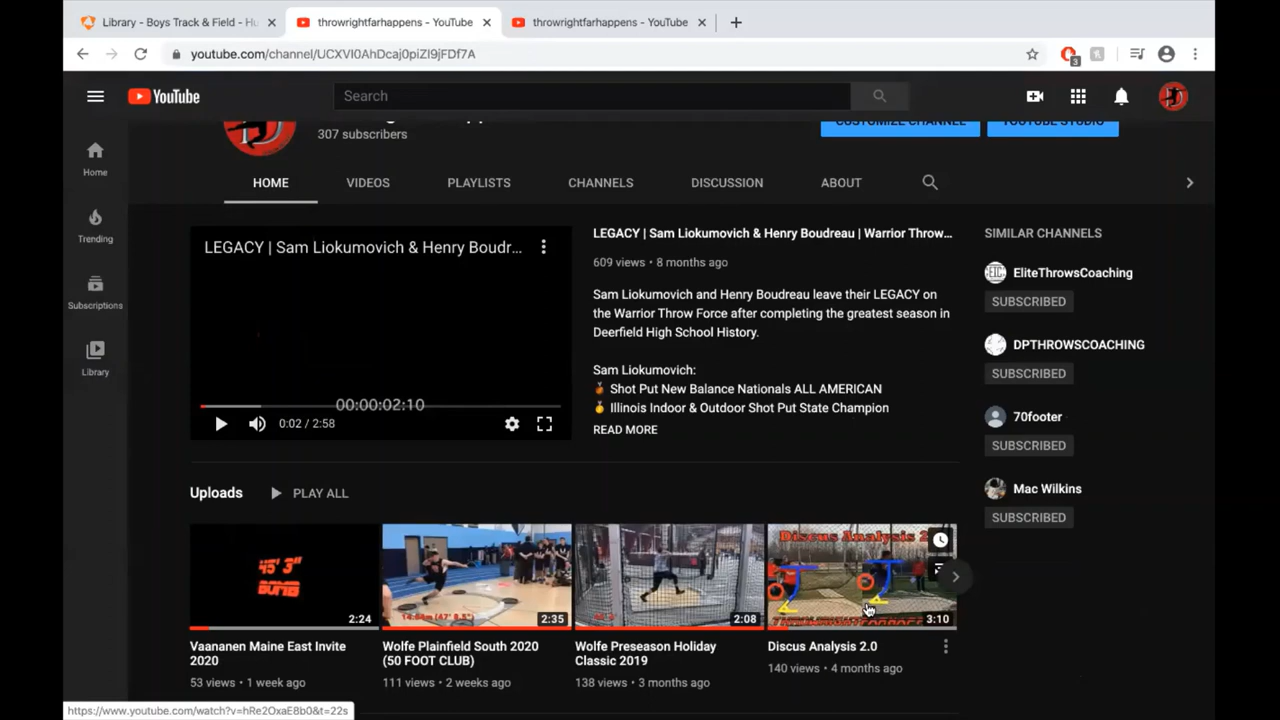 Library - Boys Track & Field - Hu
throwrightfarhappens - YouTube
throwrightfarhappens - YouTube
youtube.com/channel/UCXVI0AhDcaj0piZI9jFDf7A
3
YouTube
Search
307 subscribers
CUSTOMIZE CHANNEL
YOUTUBE STUDIO
Home
Trending
Subscriptions
Library
HOME
VIDEOS
PLAYLISTS
CHANNELS
DISCUSSION
ABOUT
LEGACY | Sam Liokumovich & Henry Boudr...
00:00:02:10
0:02 / 2:58
LEGACY | Sam Liokumovich & Henry Boudreau | Warrior Throw...
609 views • 8 months ago
Sam Liokumovich and Henry Boudreau leave their LEGACY on
the Warrior Throw Force after completing the greatest season in
Deerfield High School History.
Sam Liokumovich:
🥉 Shot Put New Balance Nationals ALL AMERICAN
🥇 Illinois Indoor & Outdoor Shot Put State Champion
READ MORE
SIMILAR CHANNELS
EliteThrowsCoaching
SUBSCRIBED
DPTHROWSCOACHING
SUBSCRIBED
70footer
SUBSCRIBED
Mac Wilkins
SUBSCRIBED
Uploads
PLAY ALL
45' 3"
BOMB
2:24
Vaananen Maine East Invite
2020
53 views • 1 week ago
2:35
Wolfe Plainfield South 2020
(50 FOOT CLUB)
111 views • 2 weeks ago
2:08
Wolfe Preseason Holiday
Classic 2019
138 views • 3 months ago
Discus Analysis 2
3:10
Discus Analysis 2.0
140 views • 4 months ago
https://www.youtube.com/watch?v=hRe2OxaE8b0&t=22s